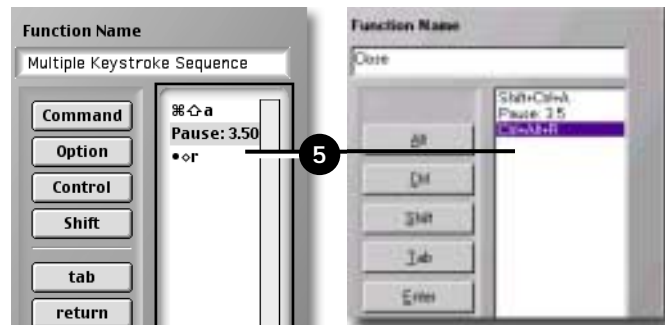 Function Name
Multiple Keystroke Sequence
Command
Option
Control
Shift
tab
return
⌘⇧a
Pause: 3.50
•⋄r
5
Function Name
Close
Alt
Ctrl
Shift
Tab
Enter
Shift+Ctrl+A
Pause: 3.5
Ctrl+Alt+R